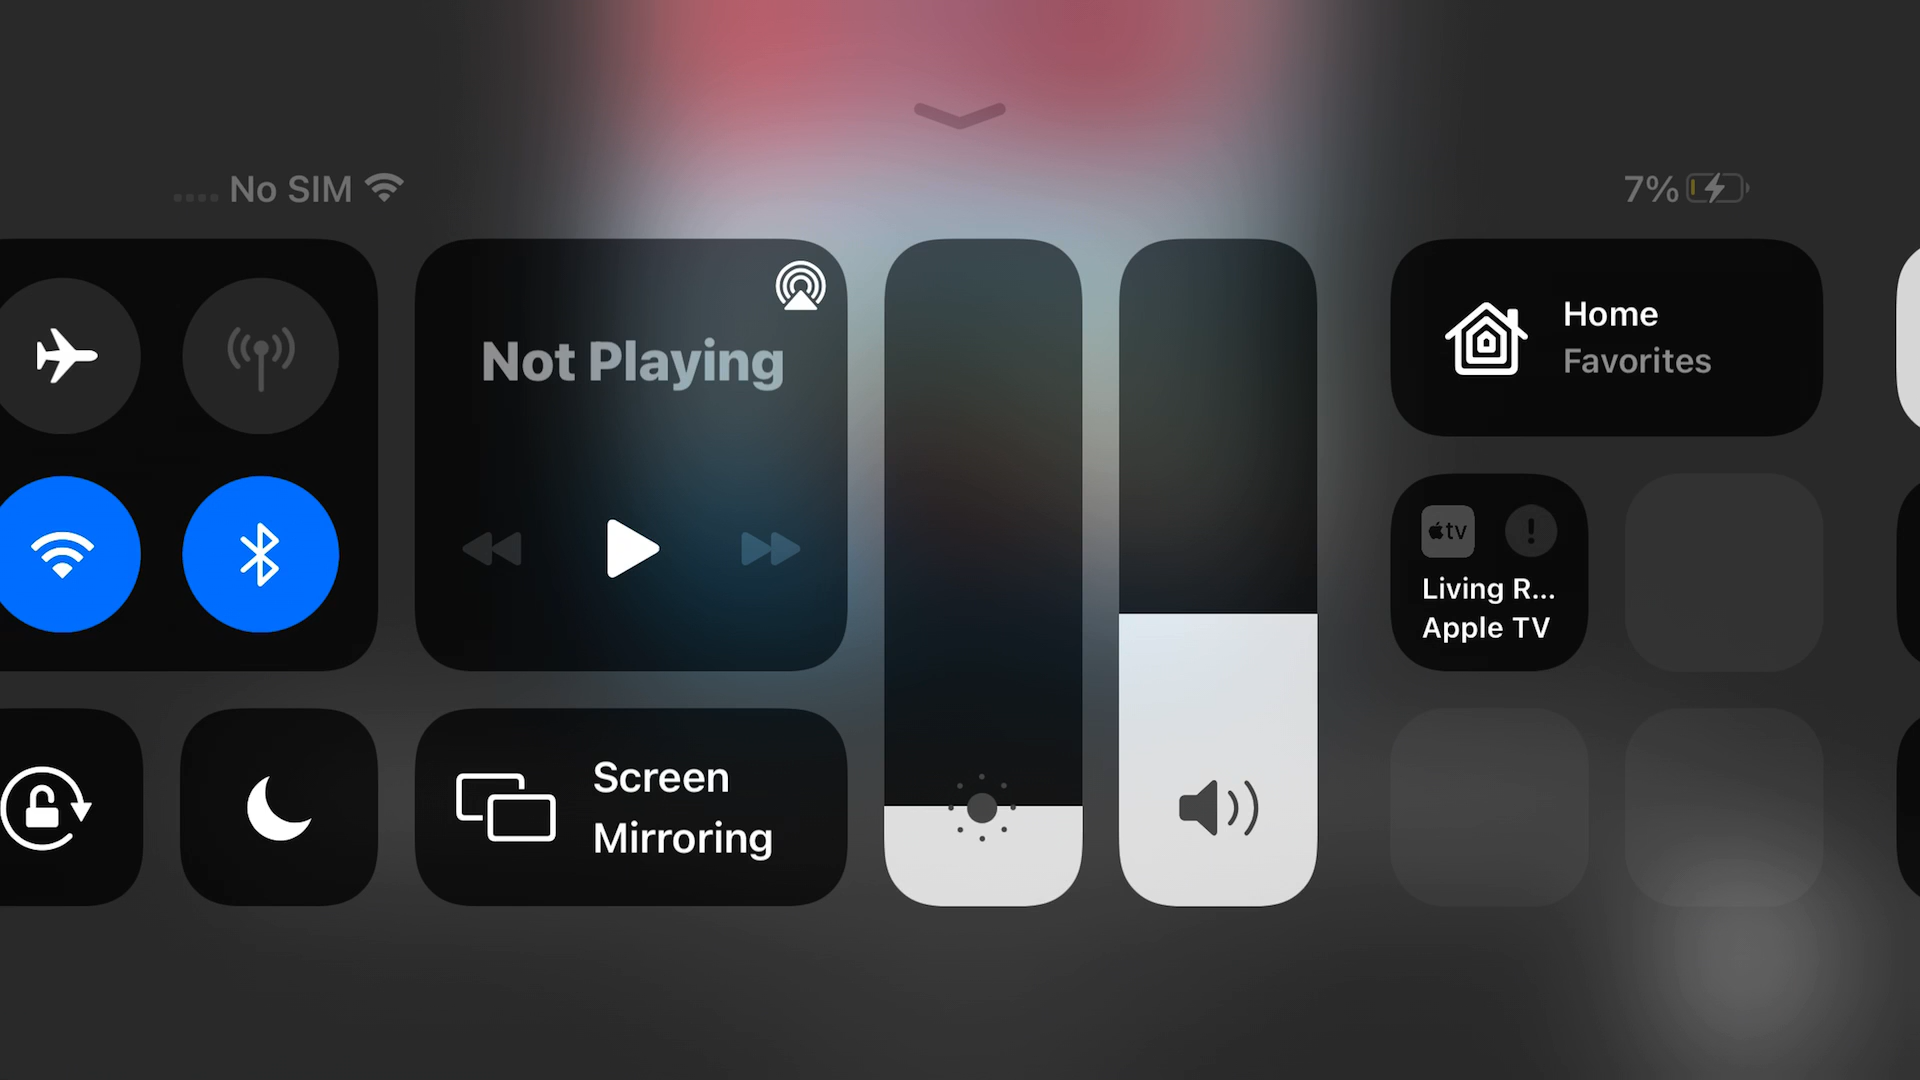 No SIM
7%
Not Playing
Home
Favorites
tv
Living R...
Apple TV
Screen
Mirroring